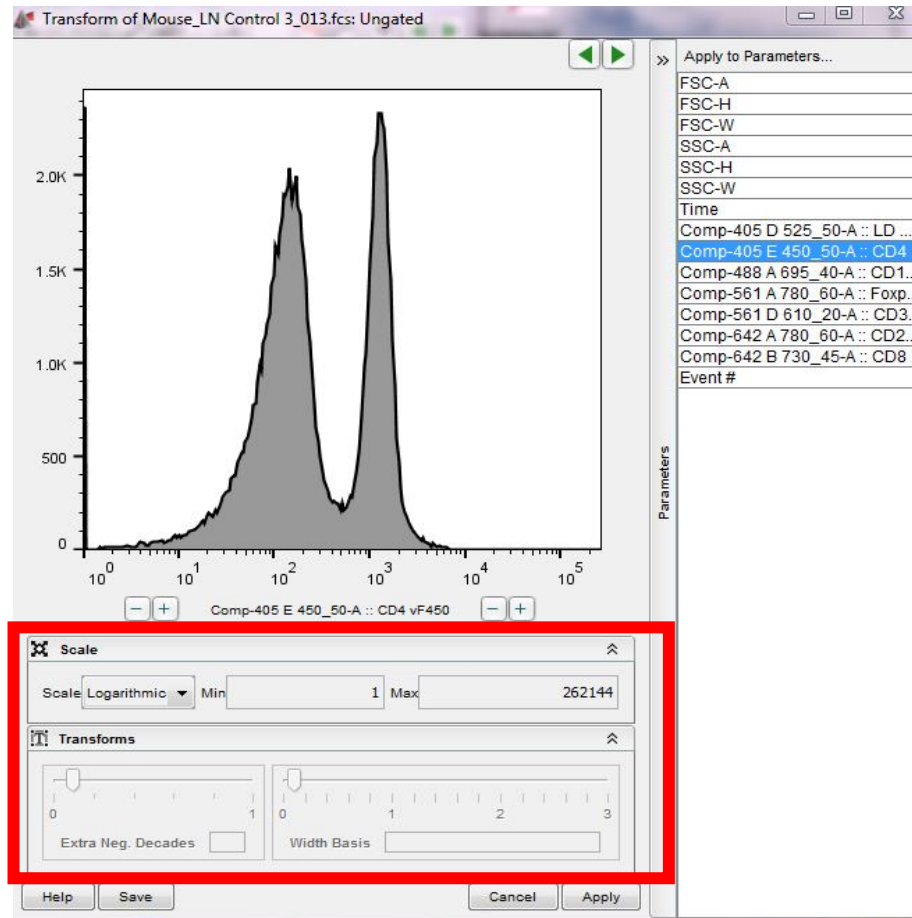 Transform of Mouse_LN Control 3_013.fcs: Ungated
2.0K
1.5K
1.0K
500
0
10^0 10^1 10^2 10^3 10^4 10^5
− + Comp-405 E 450_50-A :: CD4 vF450 − +
Scale
Scale Logarithmic Min 1 Max 262144
Transforms
0 1 0 1 2 3
Extra Neg. Decades Width Basis
Help Save Cancel Apply
Parameters
» Apply to Parameters...
FSC-A
FSC-H
FSC-W
SSC-A
SSC-H
SSC-W
Time
Comp-405 D 525_50-A :: LD ...
Comp-405 E 450_50-A :: CD4
Comp-488 A 695_40-A :: CD1...
Comp-561 A 780_60-A :: Foxp...
Comp-561 D 610_20-A :: CD3...
Comp-642 A 780_60-A :: CD2...
Comp-642 B 730_45-A :: CD8
Event #